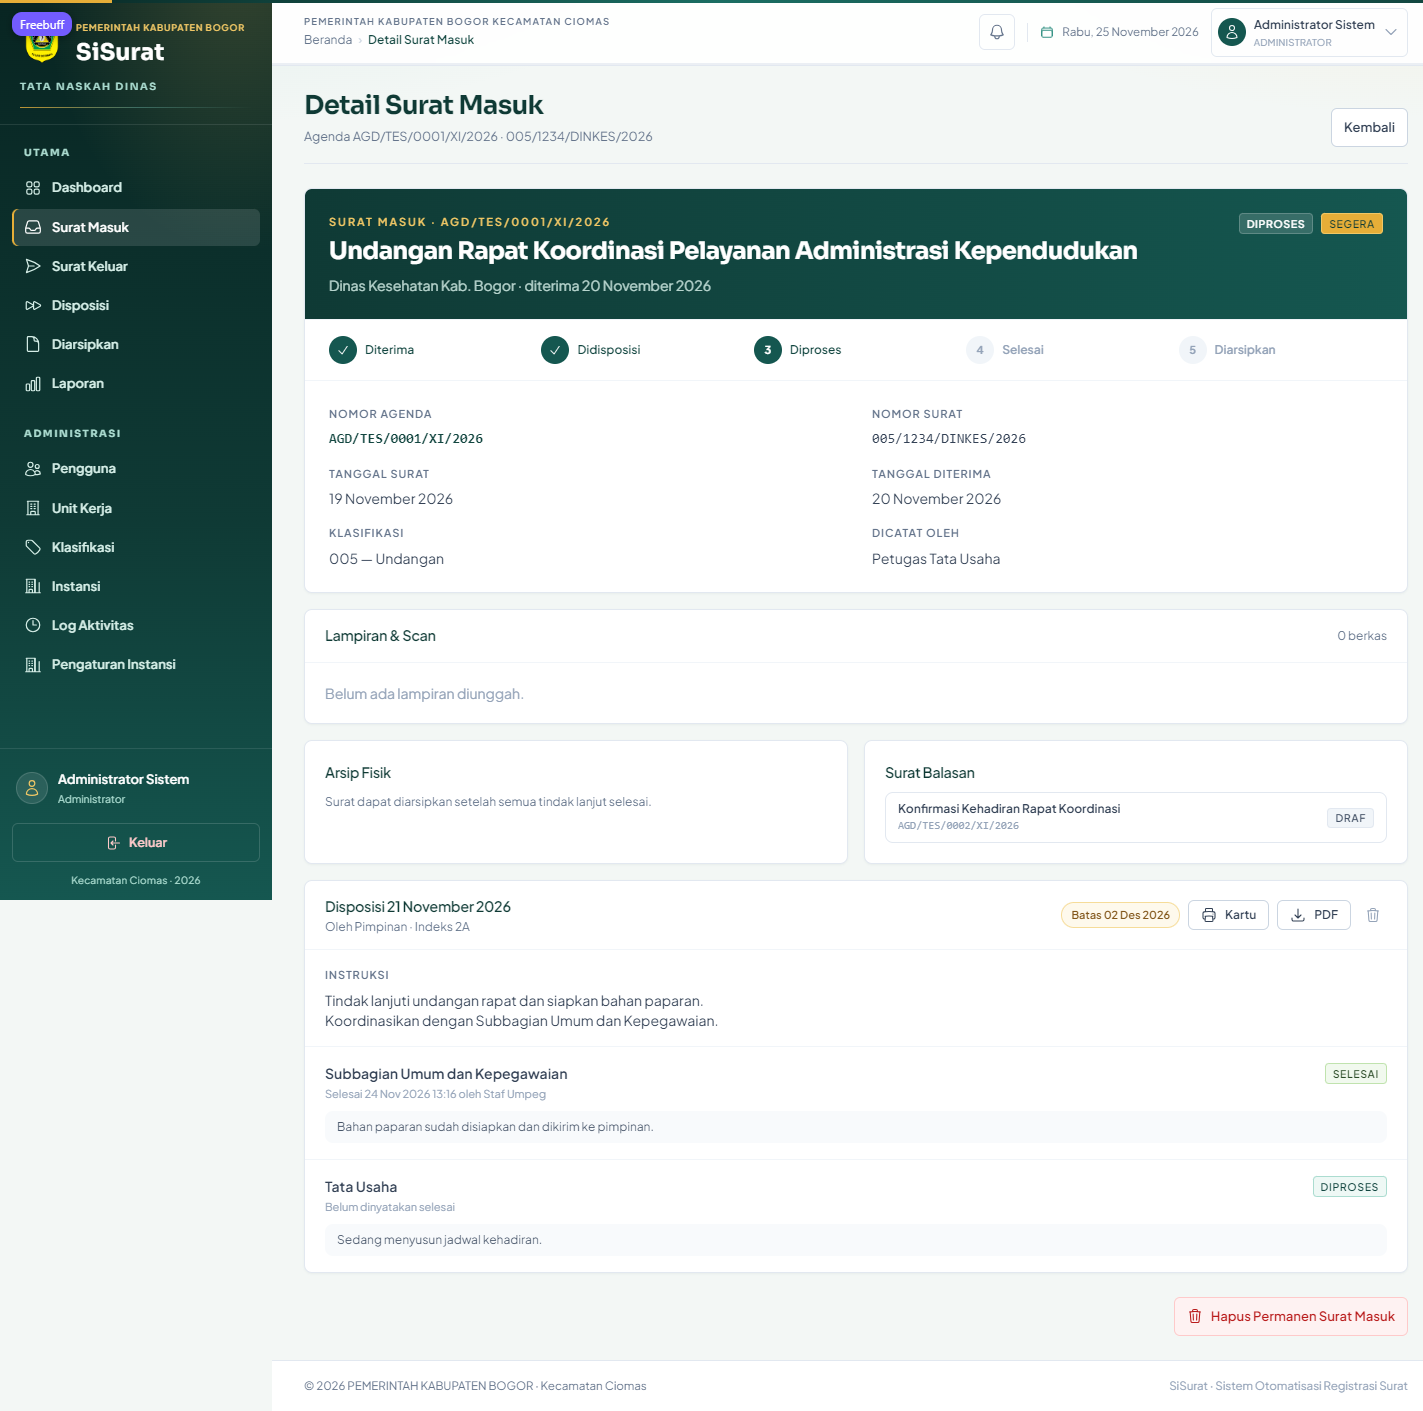 Freebuff
PEMERINTAH KABUPATEN BOGOR
SiSurat
TATA NASKAH DINAS
UTAMA
Dashboard
Surat Masuk
Surat Keluar
Disposisi
Diarsipkan
Laporan
ADMINISTRASI
Pengguna
Unit Kerja
Klasifikasi
Instansi
Log Aktivitas
Pengaturan Instansi
Administrator Sistem
Administrator
Keluar
Kecamatan Ciomas · 2026
PEMERINTAH KABUPATEN BOGOR KECAMATAN CIOMAS
Beranda › Detail Surat Masuk
Rabu, 25 November 2026
Administrator Sistem
ADMINISTRATOR
Detail Surat Masuk
Agenda AGD/TES/0001/XI/2026 · 005/1234/DINKES/2026
Kembali
SURAT MASUK · AGD/TES/0001/XI/2026
DIPROSES SEGERA
Undangan Rapat Koordinasi Pelayanan Administrasi Kependudukan
Dinas Kesehatan Kab. Bogor · diterima 20 November 2026
Diterima Didisposisi 3 Diproses 4 Selesai 5 Diarsipkan
NOMOR AGENDA
AGD/TES/0001/XI/2026
NOMOR SURAT
005/1234/DINKES/2026
TANGGAL SURAT
19 November 2026
TANGGAL DITERIMA
20 November 2026
KLASIFIKASI
005 — Undangan
DICATAT OLEH
Petugas Tata Usaha
Lampiran & Scan 0 berkas
Belum ada lampiran diunggah.
Arsip Fisik
Surat dapat diarsipkan setelah semua tindak lanjut selesai.
Surat Balasan
Konfirmasi Kehadiran Rapat Koordinasi
AGD/TES/0002/XI/2026
DRAF
Disposisi 21 November 2026
Oleh Pimpinan · Indeks 2A
Batas 02 Des 2026 Kartu PDF
INSTRUKSI
Tindak lanjuti undangan rapat dan siapkan bahan paparan.
Koordinasikan dengan Subbagian Umum dan Kepegawaian.
Subbagian Umum dan Kepegawaian SELESAI
Selesai 24 Nov 2026 13:16 oleh Staf Umpeg
Bahan paparan sudah disiapkan dan dikirim ke pimpinan.
Tata Usaha DIPROSES
Belum dinyatakan selesai
Sedang menyusun jadwal kehadiran.
Hapus Permanen Surat Masuk
© 2026 PEMERINTAH KABUPATEN BOGOR · Kecamatan Ciomas
SiSurat · Sistem Otomatisasi Registrasi Surat